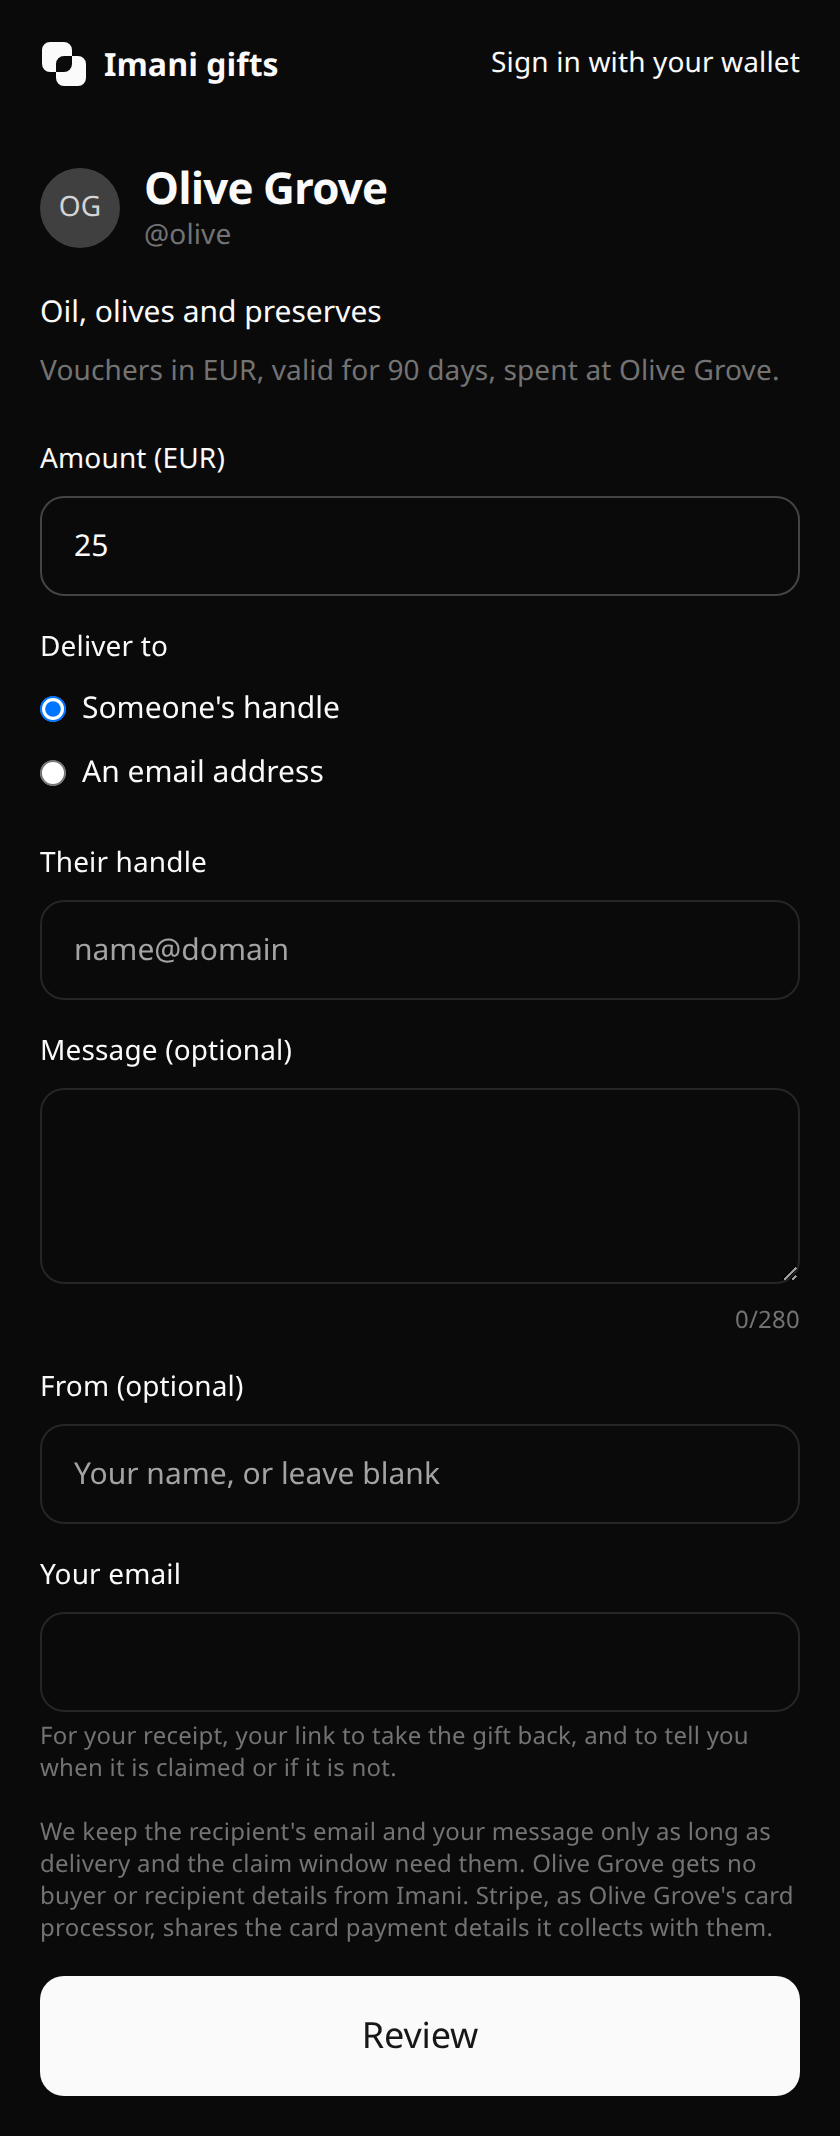 Imani gifts
Sign in with your wallet
OG
Olive Grove
@olive
Oil, olives and preserves
Vouchers in EUR, valid for 90 days, spent at Olive Grove.
Amount (EUR)
25
Deliver to
Someone's handle
An email address
Their handle
name@domain
Message (optional)
0/280
From (optional)
Your name, or leave blank
Your email
For your receipt, your link to take the gift back, and to tell you
when it is claimed or if it is not.
We keep the recipient's email and your message only as long as
delivery and the claim window need them. Olive Grove gets no
buyer or recipient details from Imani. Stripe, as Olive Grove's card
processor, shares the card payment details it collects with them.
Review